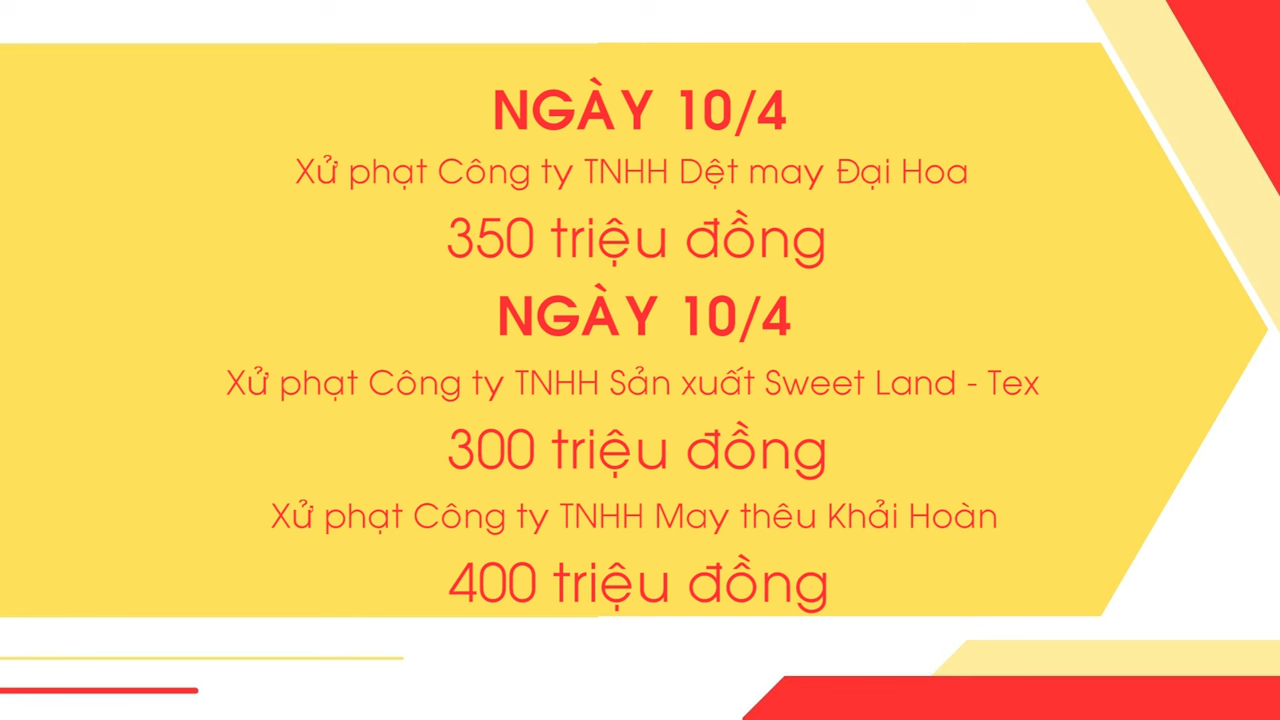 NGÀY 10/4
Xử phạt Công ty TNHH Dệt may Đại Hoa
350 triệu đồng
NGÀY 10/4
Xử phạt Công ty TNHH Sản xuất Sweet Land - Tex
300 triệu đồng
Xử phạt Công ty TNHH May thêu Khải Hoàn
400 triệu đồng